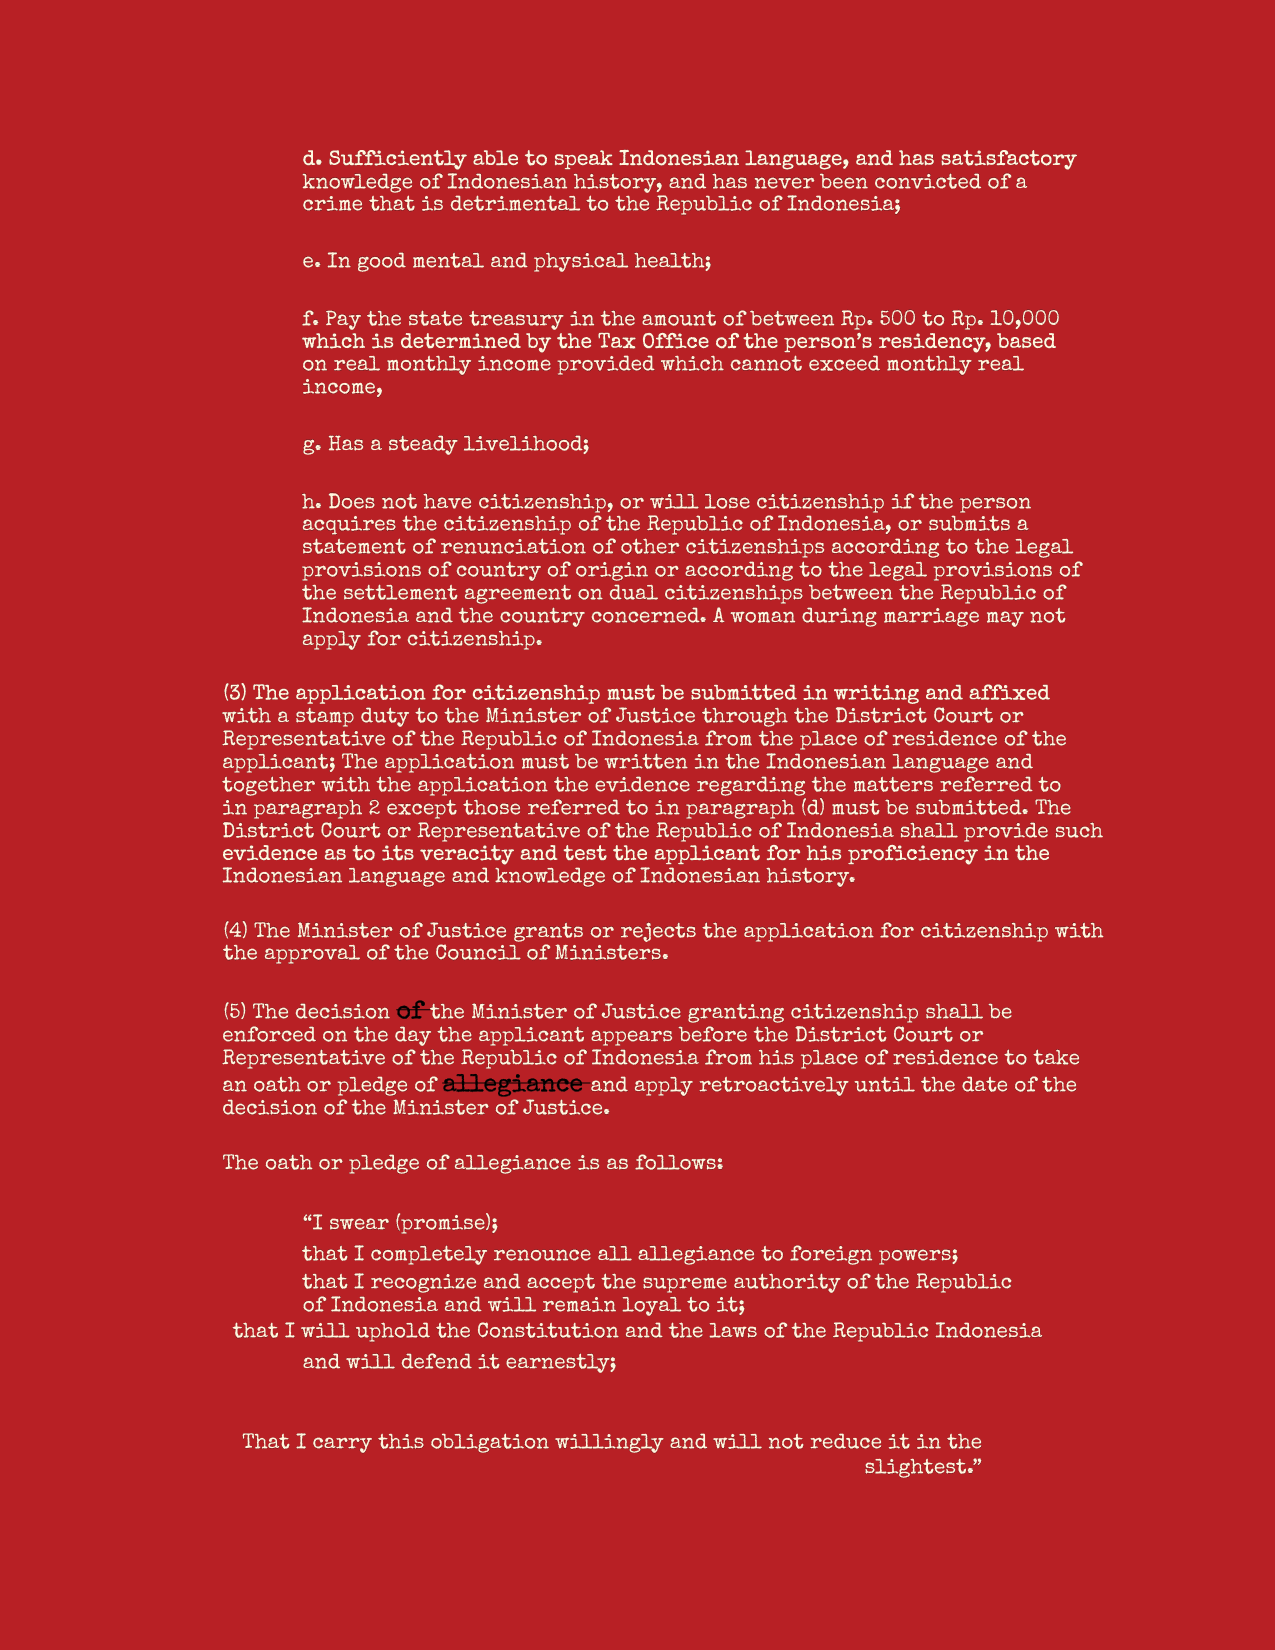 d. Sufficiently able to speak Indonesian language, and has satisfactory
knowledge of Indonesian history, and has never been convicted of a
crime that is detrimental to the Republic of Indonesia;
e. In good mental and physical health;
f. Pay the state treasury in the amount of between Rp. 500 to Rp. 10,000
which is determined by the Tax Office of the person’s residency, based
on real monthly income provided which cannot exceed monthly real
income,
g. Has a steady livelihood;
h. Does not have citizenship, or will lose citizenship if the person
acquires the citizenship of the Republic of Indonesia, or submits a
statement of renunciation of other citizenships according to the legal
provisions of country of origin or according to the legal provisions of
the settlement agreement on dual citizenships between the Republic of
Indonesia and the country concerned. A woman during marriage may not
apply for citizenship.
(3) The application for citizenship must be submitted in writing and affixed
with a stamp duty to the Minister of Justice through the District Court or
Representative of the Republic of Indonesia from the place of residence of the
applicant; The application must be written in the Indonesian language and
together with the application the evidence regarding the matters referred to
in paragraph 2 except those referred to in paragraph (d) must be submitted. The
District Court or Representative of the Republic of Indonesia shall provide such
evidence as to its veracity and test the applicant for his proficiency in the
Indonesian language and knowledge of Indonesian history.
(4) The Minister of Justice grants or rejects the application for citizenship with
the approval of the Council of Ministers.
(5) The decision of the Minister of Justice granting citizenship shall be
enforced on the day the applicant appears before the District Court or
Representative of the Republic of Indonesia from his place of residence to take
an oath or pledge of allegiance and apply retroactively until the date of the
decision of the Minister of Justice.
The oath or pledge of allegiance is as follows:
“I swear (promise);
that I completely renounce all allegiance to foreign powers;
that I recognize and accept the supreme authority of the Republic
of Indonesia and will remain loyal to it;
that I will uphold the Constitution and the laws of the Republic Indonesia
and will defend it earnestly;
That I carry this obligation willingly and will not reduce it in the
slightest.”